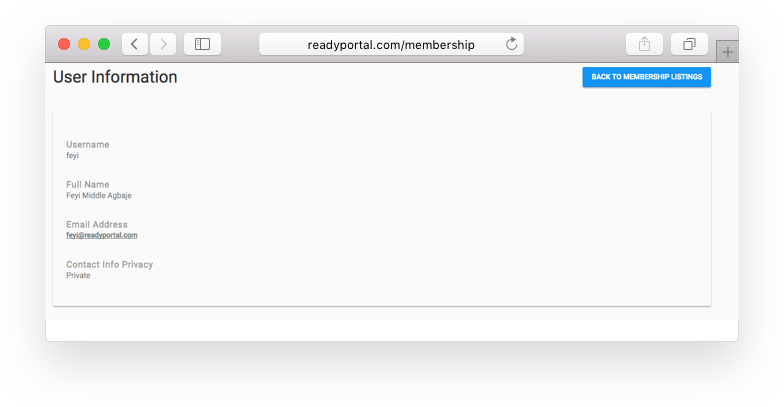 readyportal.com/membership
User Information
BACK TO MEMBERSHIP LISTINGS
Username
feyi
Full Name
Feyi Middle Agbaje
Email Address
feyi@readyportal.com
Contact Info Privacy
Private